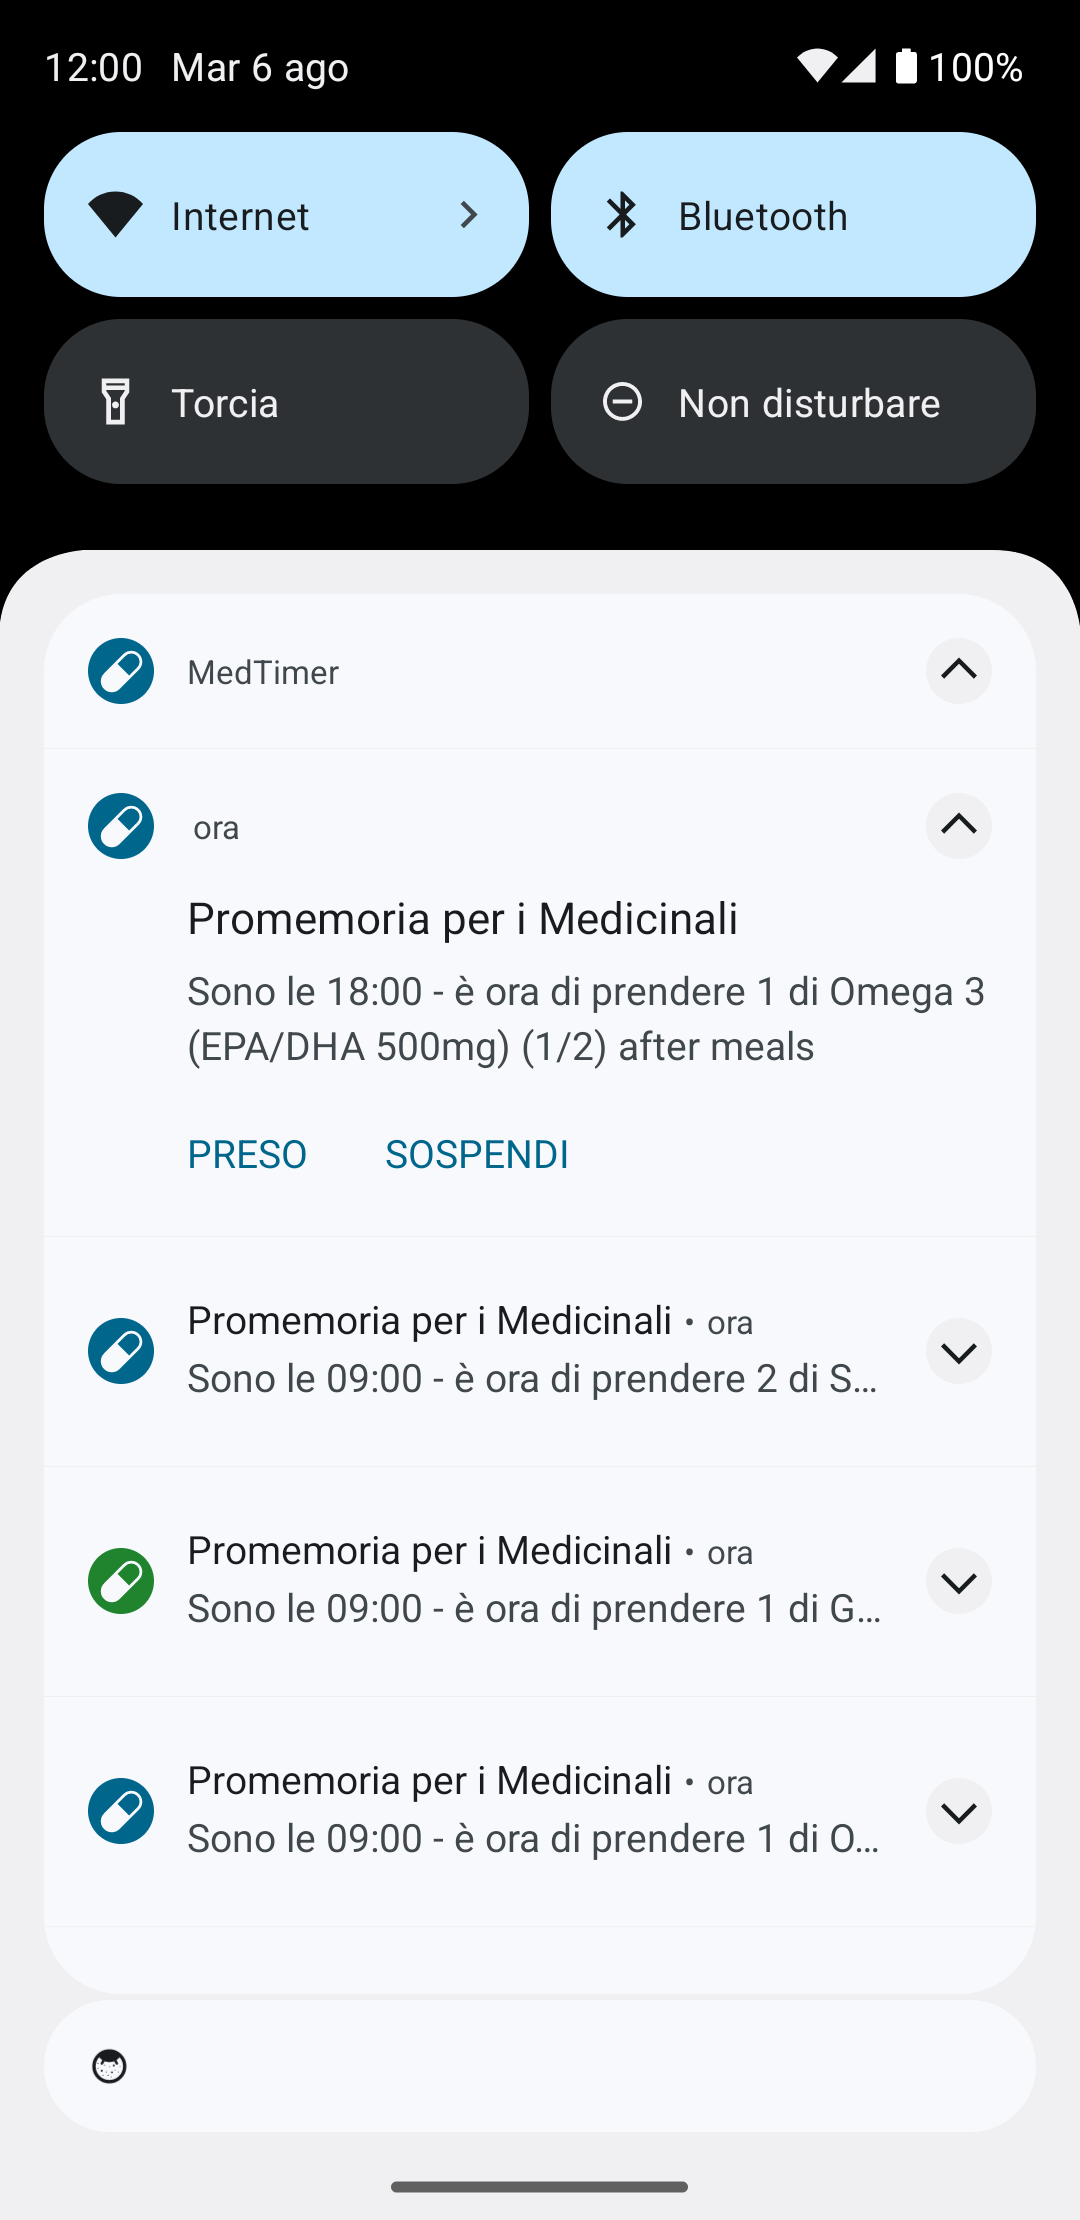 12:00 Mar 6 ago 100%
Internet
Bluetooth
Torcia
Non disturbare
MedTimer
ora
Promemoria per i Medicinali
Sono le 18:00 - è ora di prendere 1 di Omega 3
(EPA/DHA 500mg) (1/2) after meals
PRESO SOSPENDI
Promemoria per i Medicinali • ora
Sono le 09:00 - è ora di prendere 2 di S…
Promemoria per i Medicinali • ora
Sono le 09:00 - è ora di prendere 1 di G…
Promemoria per i Medicinali • ora
Sono le 09:00 - è ora di prendere 1 di O…